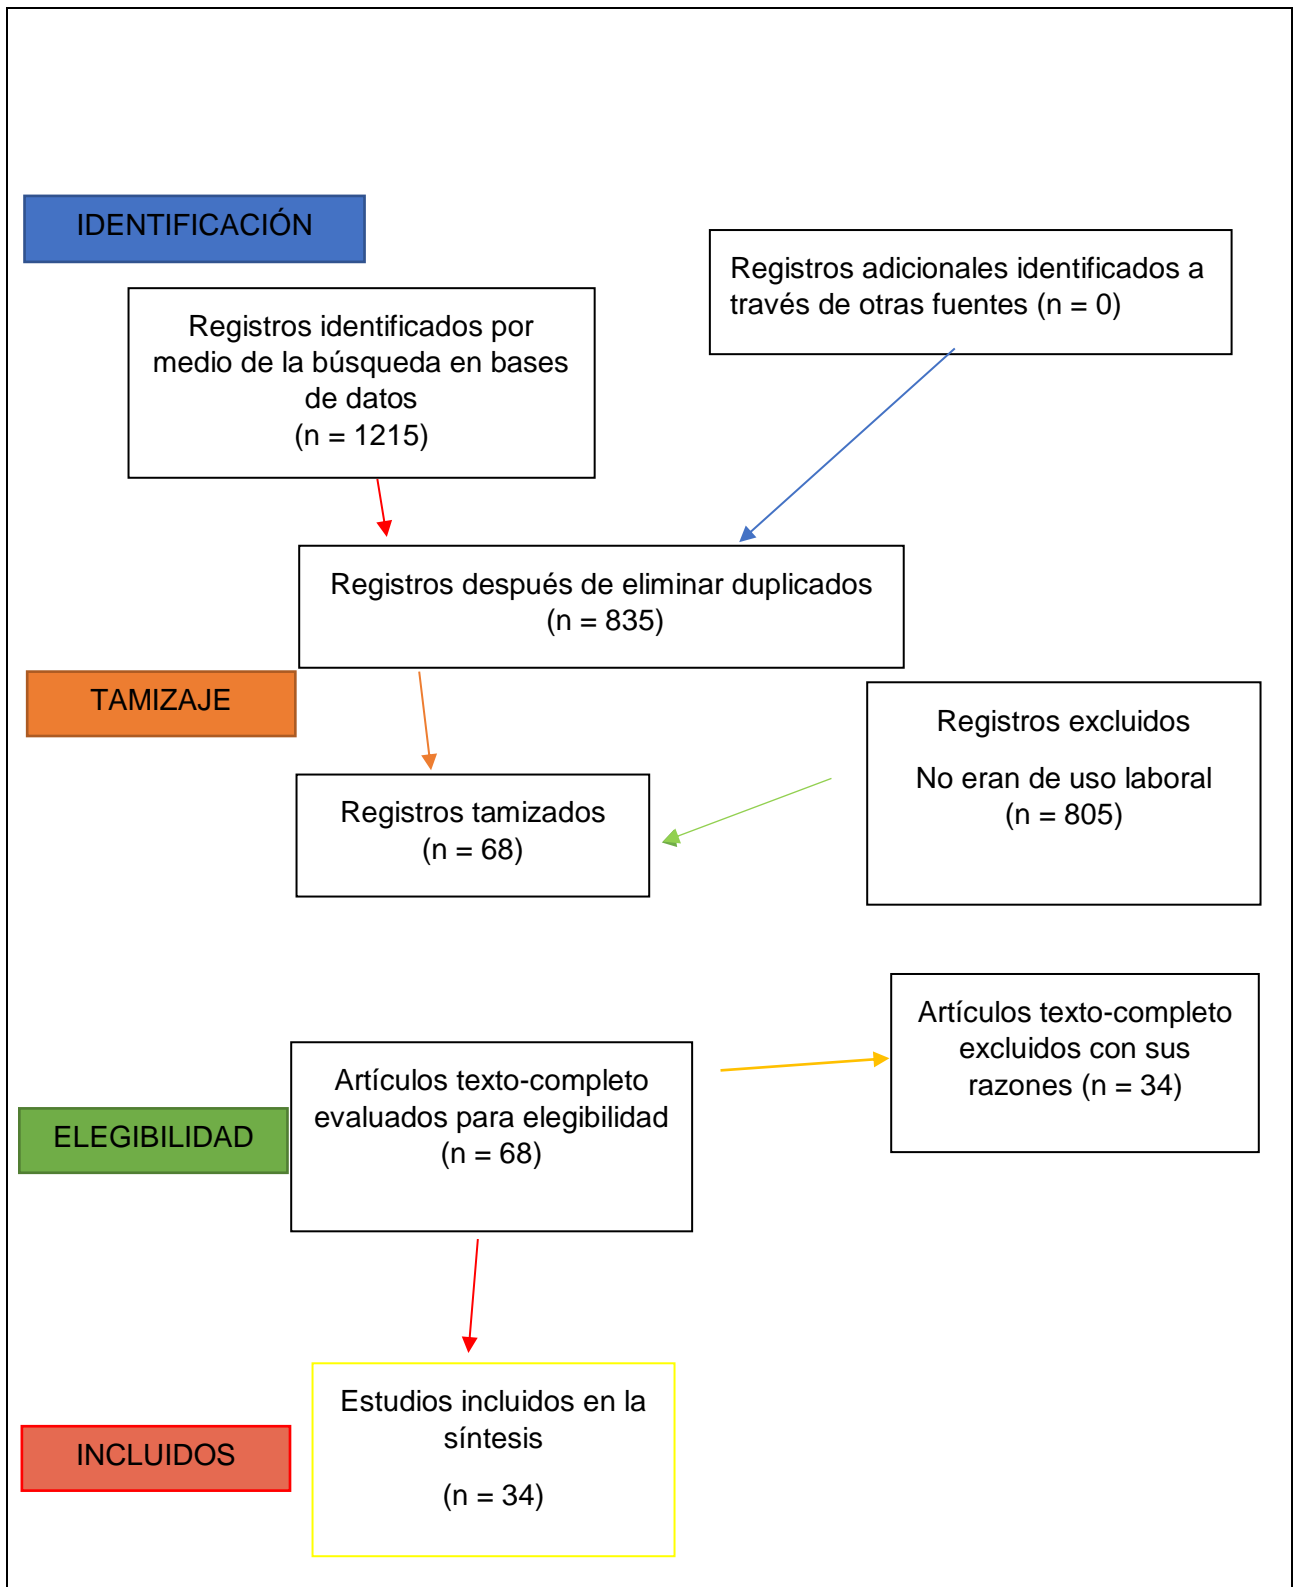 IDENTIFICACIÓN
Registros adicionales identificados a
través de otras fuentes (n = 0)
Registros identificados por
medio de la búsqueda en bases
de datos
(n = 1215)
Registros después de eliminar duplicados
(n = 835)
TAMIZAJE
Registros excluidos
No eran de uso laboral
(n = 805)
Registros tamizados
(n = 68)
Artículos texto-completo
excluidos con sus
razones (n = 34)
Artículos texto-completo
evaluados para elegibilidad
(n = 68)
ELEGIBILIDAD
Estudios incluidos en la
síntesis
(n = 34)
INCLUIDOS